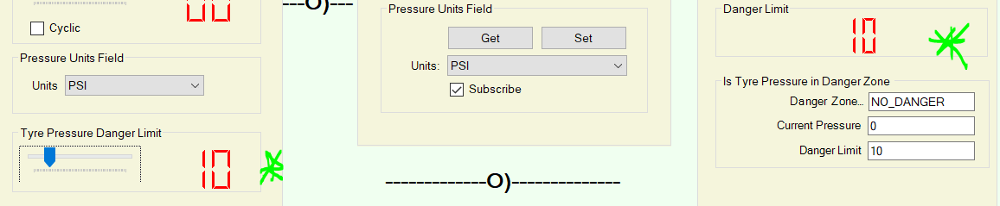 00
Cyclic
Pressure Units Field
Units PSI
Tyre Pressure Danger Limit
10
---O)---
Pressure Units Field
Get Set
Units: PSI
Subscribe
-------------O)--------------
Danger Limit
10
Is Tyre Pressure in Danger Zone
Danger Zone... NO_DANGER
Current Pressure 0
Danger Limit 10